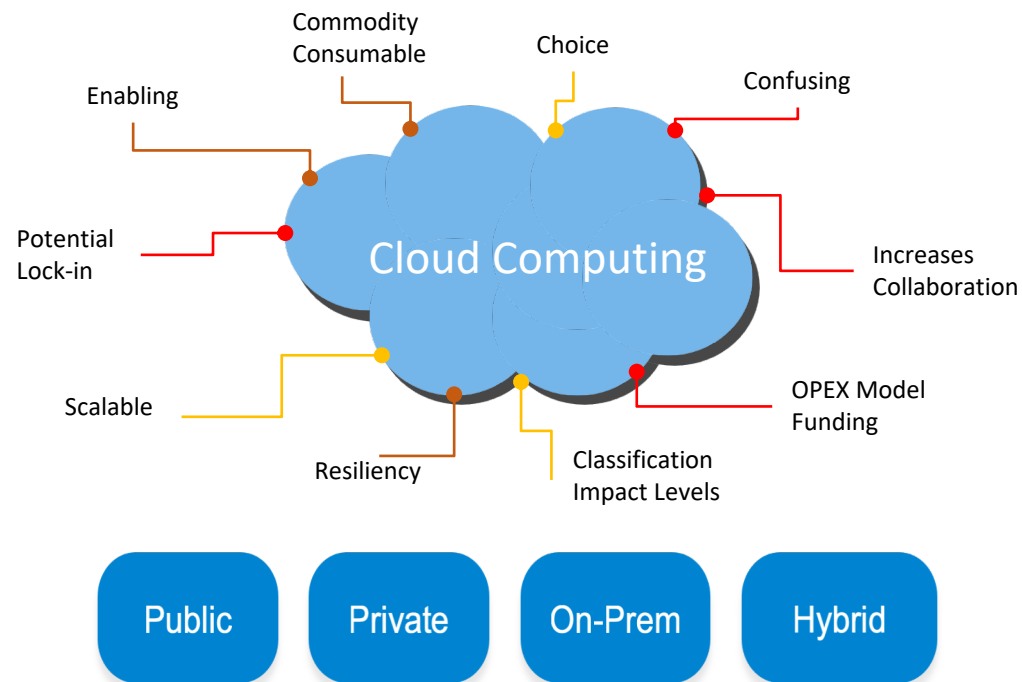 Commodity
Consumable
Choice
Confusing
Enabling
Potential
Lock-in
Cloud Computing
Increases
Collaboration
Scalable
OPEX Model
Funding
Resiliency
Classification
Impact Levels
Public
Private
On-Prem
Hybrid